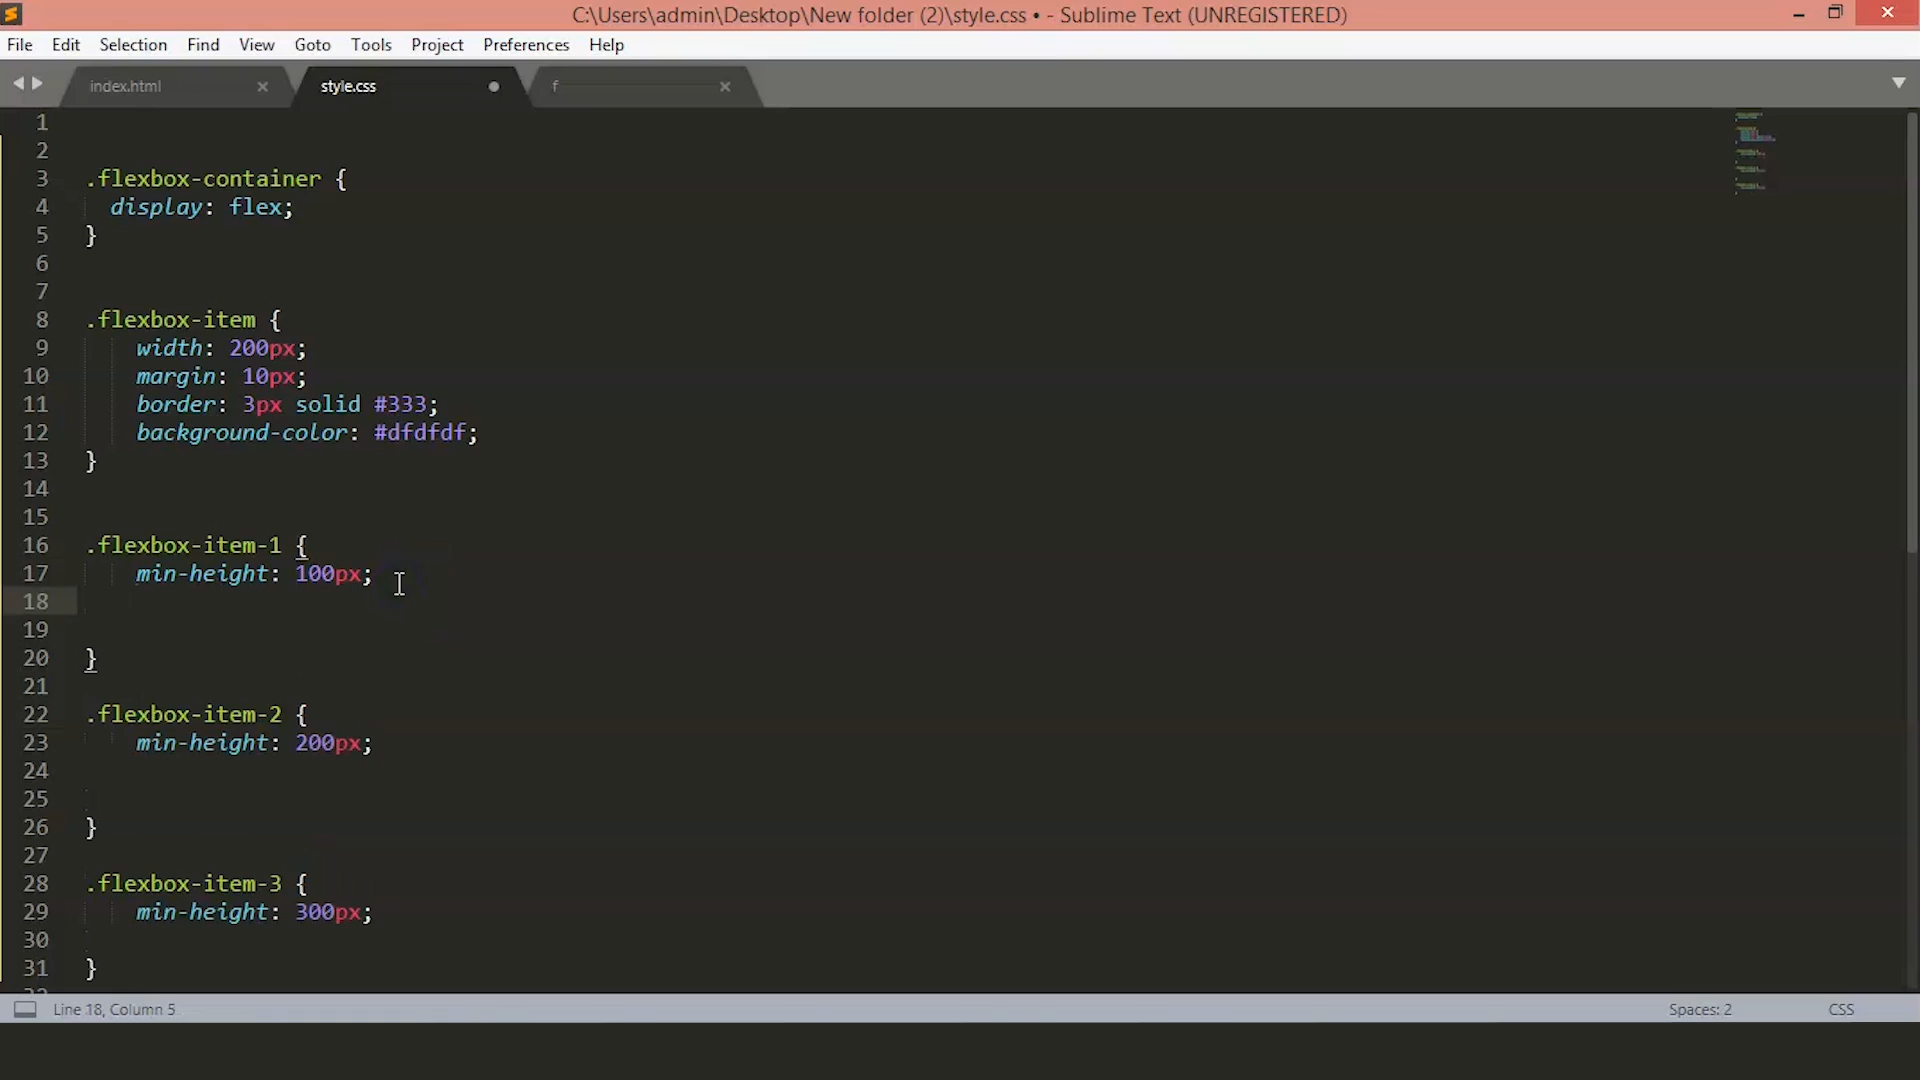 C:\Users\admin\Desktop\New folder (2)\style.css • - Sublime Text (UNREGISTERED)
File Edit Selection Find View Goto Tools Project Preferences Help
index.html style.css f
1
2
3 .flexbox-container {
4 display: flex;
5 }
6
7
8 .flexbox-item {
9 width: 200px;
10 margin: 10px;
11 border: 3px solid #333;
12 background-color: #dfdfdf;
13 }
14
15
16 .flexbox-item-1 {
17 min-height: 100px;
18
19
20 }
21
22 .flexbox-item-2 {
23 min-height: 200px;
24
25
26 }
27
28 .flexbox-item-3 {
29 min-height: 300px;
30
31 }
Line 18, Column 5 Spaces: 2 CSS